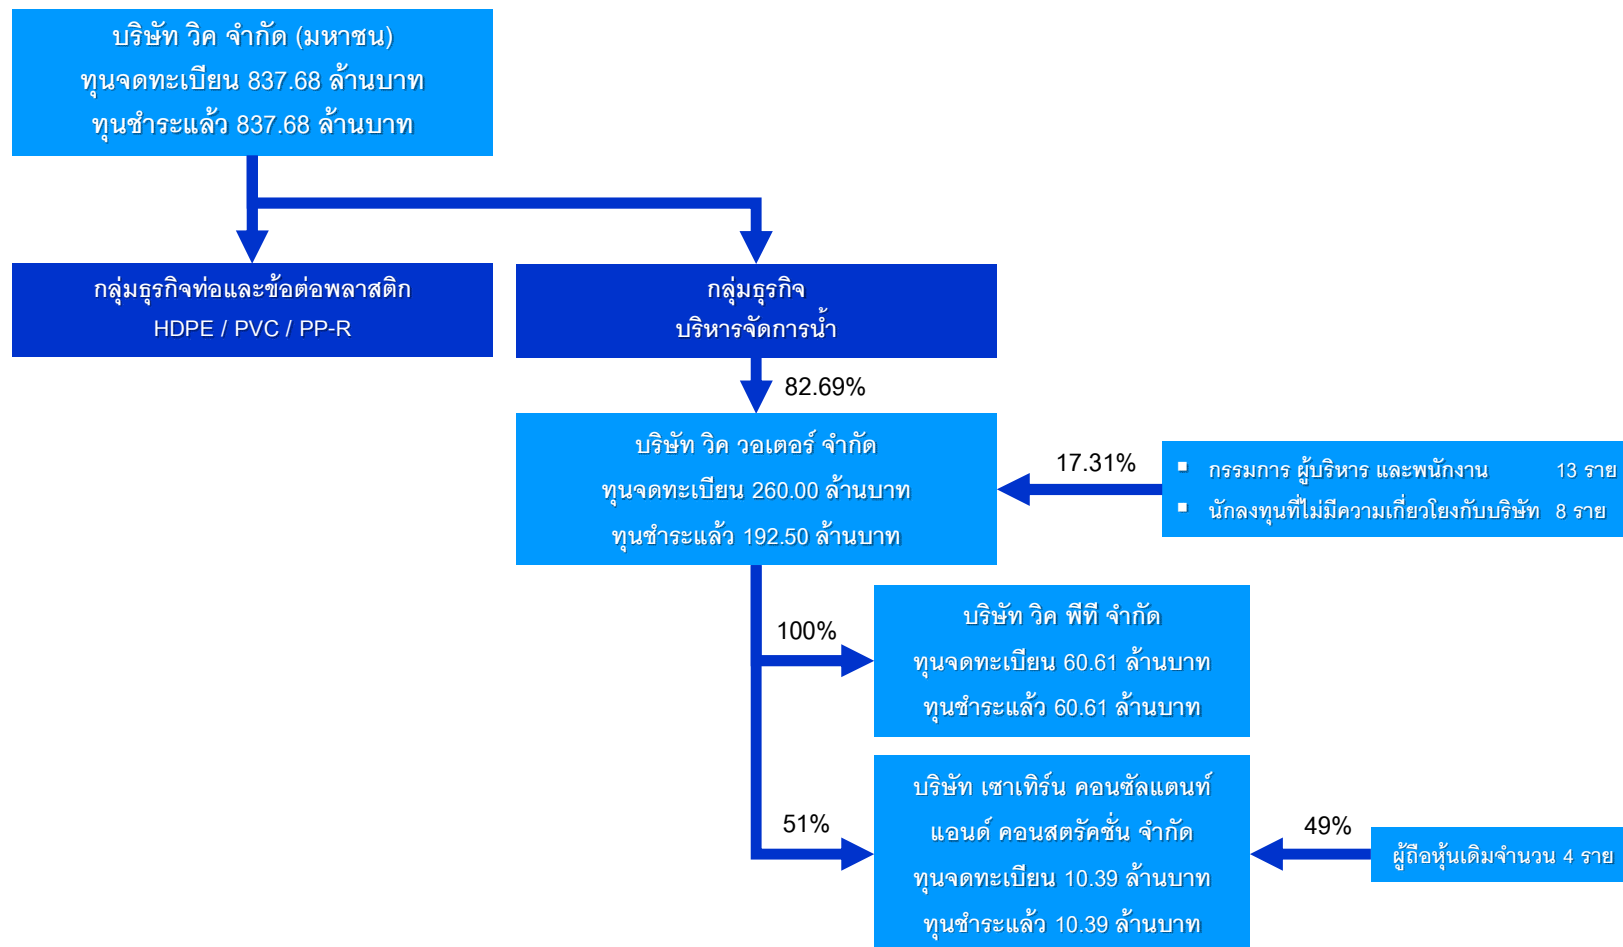 บริษัท วิค จำกัด (มหาชน)
ทุนจดทะเบียน 837.68 ล้านบาท
ทุนชำระแล้ว 837.68 ล้านบาท
กลุ่มธุรกิจท่อและข้อต่อพลาสติก
HDPE / PVC / PP-R
กลุ่มธุรกิจ
บริหารจัดการน้ำ
82.69%
บริษัท วิค วอเตอร์ จำกัด
ทุนจดทะเบียน 260.00 ล้านบาท
ทุนชำระแล้ว 192.50 ล้านบาท
17.31%
▪ กรรมการ ผู้บริหาร และพนักงาน 13 ราย
▪ นักลงทุนที่ไม่มีความเกี่ยวโยงกับบริษัท 8 ราย
100%
บริษัท วิค พีที จำกัด
ทุนจดทะเบียน 60.61 ล้านบาท
ทุนชำระแล้ว 60.61 ล้านบาท
51%
บริษัท เซาเทิร์น คอนซัลแตนท์
แอนด์ คอนสตรัคชั่น จำกัด
ทุนจดทะเบียน 10.39 ล้านบาท
ทุนชำระแล้ว 10.39 ล้านบาท
49%
ผู้ถือหุ้นเดิมจำนวน 4 ราย